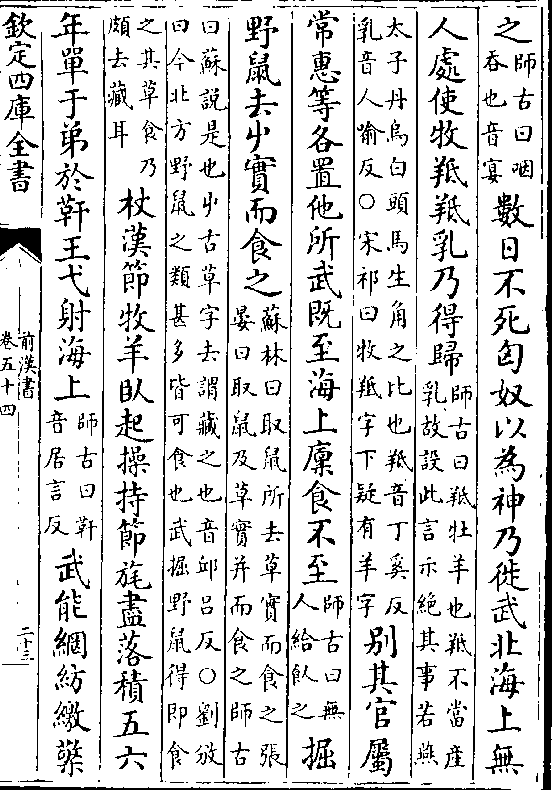 之師古曰咽吞也音宴數日不死匈奴以為神乃徙武北海上無
人處使牧羝羝乳乃得歸師古曰羝牡羊也羝不當産乳故設此言示絕其事若燕
太子丹烏白頭馬生角之比也羝音丁奚反乳音人喻反○宋祁曰牧羝字下疑有羊字别其官屬
常惠等各置他所武既至海上廩食不至師古曰無人給飤之掘
野鼠去屮實而食之蘇林曰取鼠所去草實而食之張晏曰取鼠及草實并而食之師古
曰蘇説是也屮古草字去謂藏之也音邱吕反○劉攽曰今北方野鼠之類甚多皆可食也武掘野鼠得即食
之其草食乃頗去藏耳杖漢節牧羊臥起操持節旄盡落積五六
年單于弟於靬王弋射海上師古曰靬音居言反武能網紡繳檠
欽定四庫全書
前漢書
卷五十四
二十三